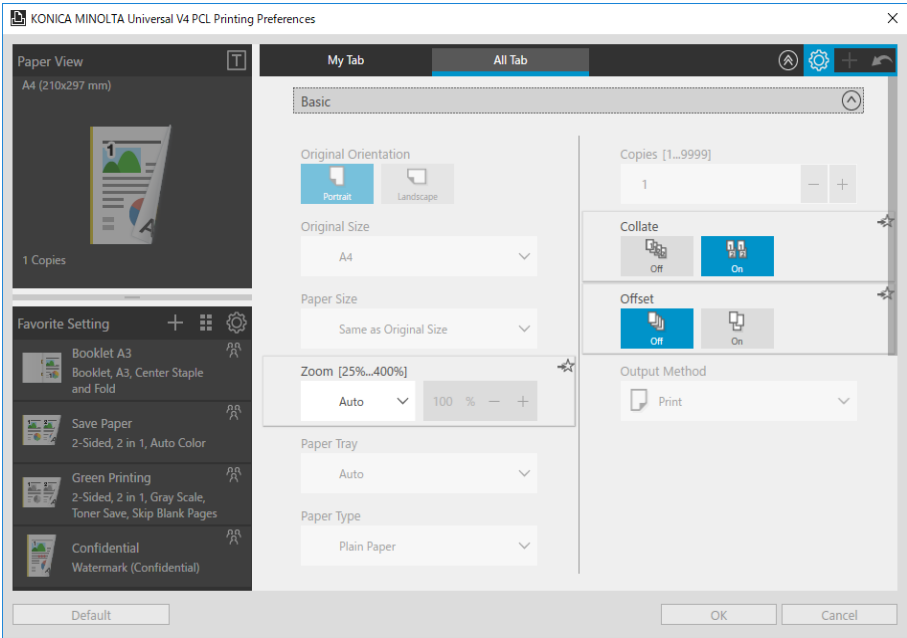 KONICA MINOLTA Universal V4 PCL Printing Preferences
Paper View
T
A4 (210x297 mm)
1
A
1 Copies
Favorite Setting
Booklet A3
Booklet, A3, Center Staple
and Fold
Save Paper
2-Sided, 2 in 1, Auto Color
Green Printing
2-Sided, 2 in 1, Gray Scale,
Toner Save, Skip Blank Pages
Confidential
Watermark (Confidential)
My Tab
All Tab
Basic
Original Orientation
Portrait
Landscape
Original Size
A4
Paper Size
Same as Original Size
Zoom [25%...400%]
Auto
100 %
Paper Tray
Auto
Paper Type
Plain Paper
Copies [1...9999]
1
Collate
Off
On
Offset
Off
On
Output Method
Print
Default
OK
Cancel